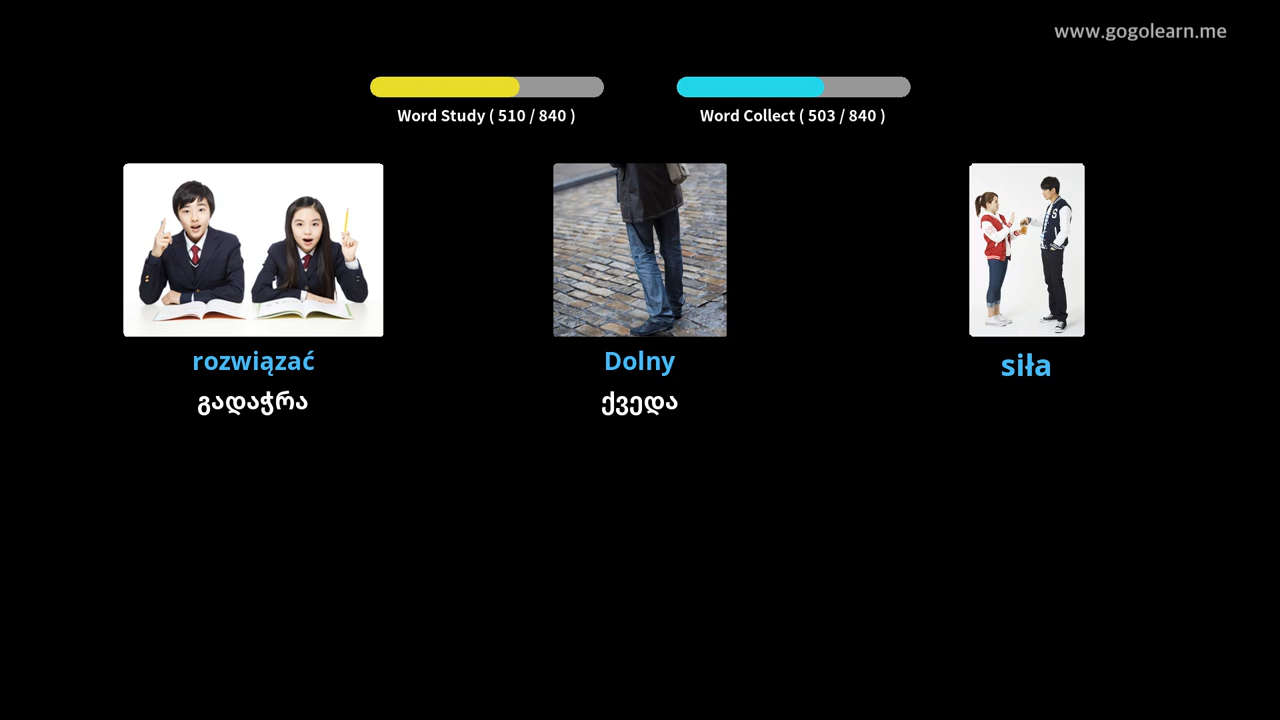 www.gogolearn.me
Word Study ( 510 / 840 )
Word Collect ( 503 / 840 )
rozwiązać
გადაჭრა
Dolny
ქვედა
siła